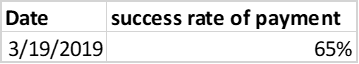 Date success rate of payment
3/19/2019 65%